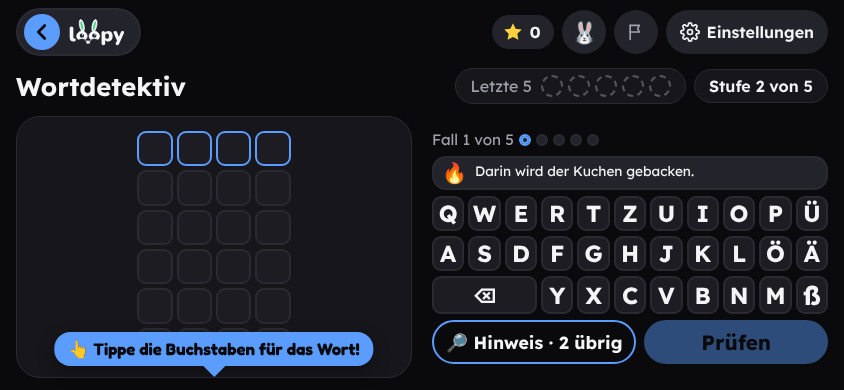 loopy
0
Einstellungen
Wortdetektiv
Letzte 5
Stufe 2 von 5
Fall 1 von 5
Darin wird der Kuchen gebacken.
Q W E R T Z U I O P Ü
A S D F G H J K L Ö Ä
Y X C V B N M ß
Tippe die Buchstaben für das Wort!
Hinweis · 2 übrig
Prüfen